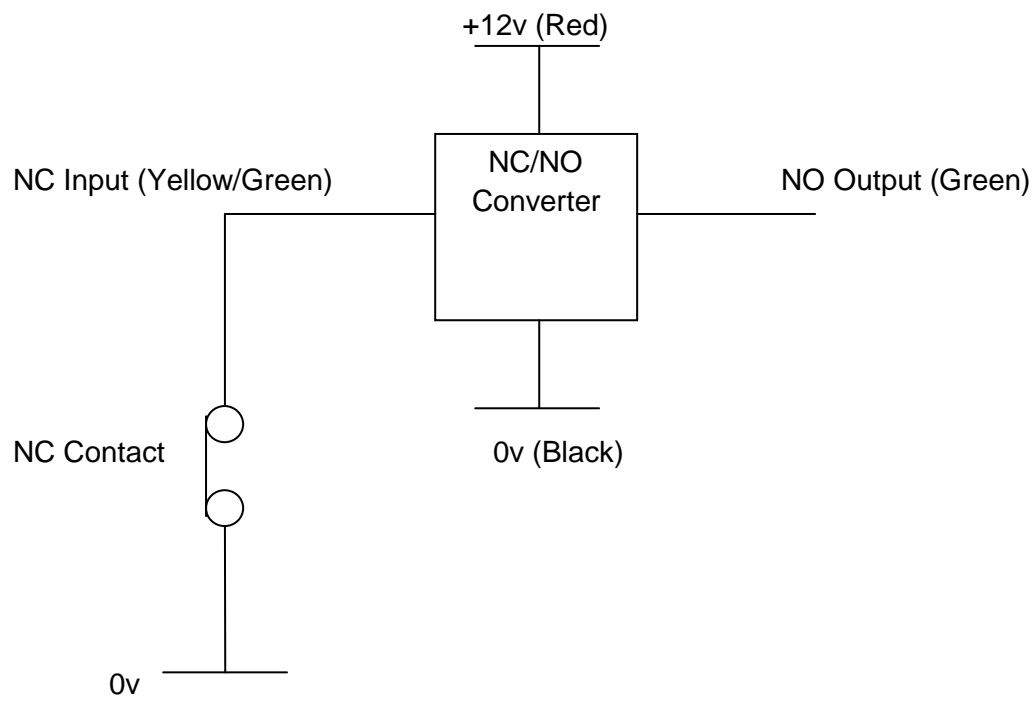 +12v (Red)
NC Input (Yellow/Green)
NC/NO
Converter
NO Output (Green)
NC Contact
0v (Black)
0v